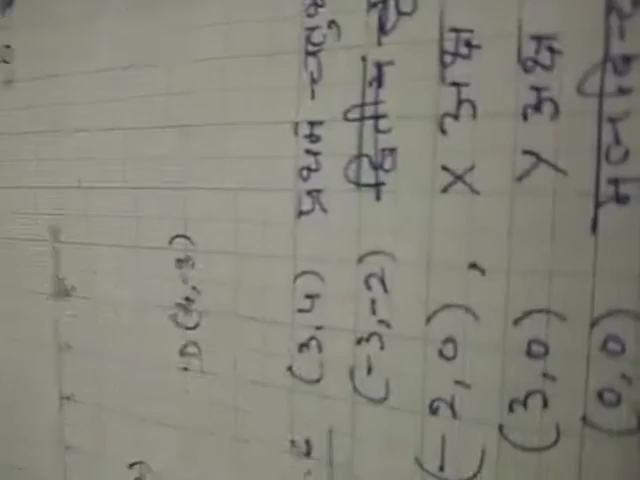 D (4,-3)
(3,4) प्रथम
(-3,-2) द्वितीय
(-2,0), X अक्ष
(3,0) Y अक्ष
(0,0)